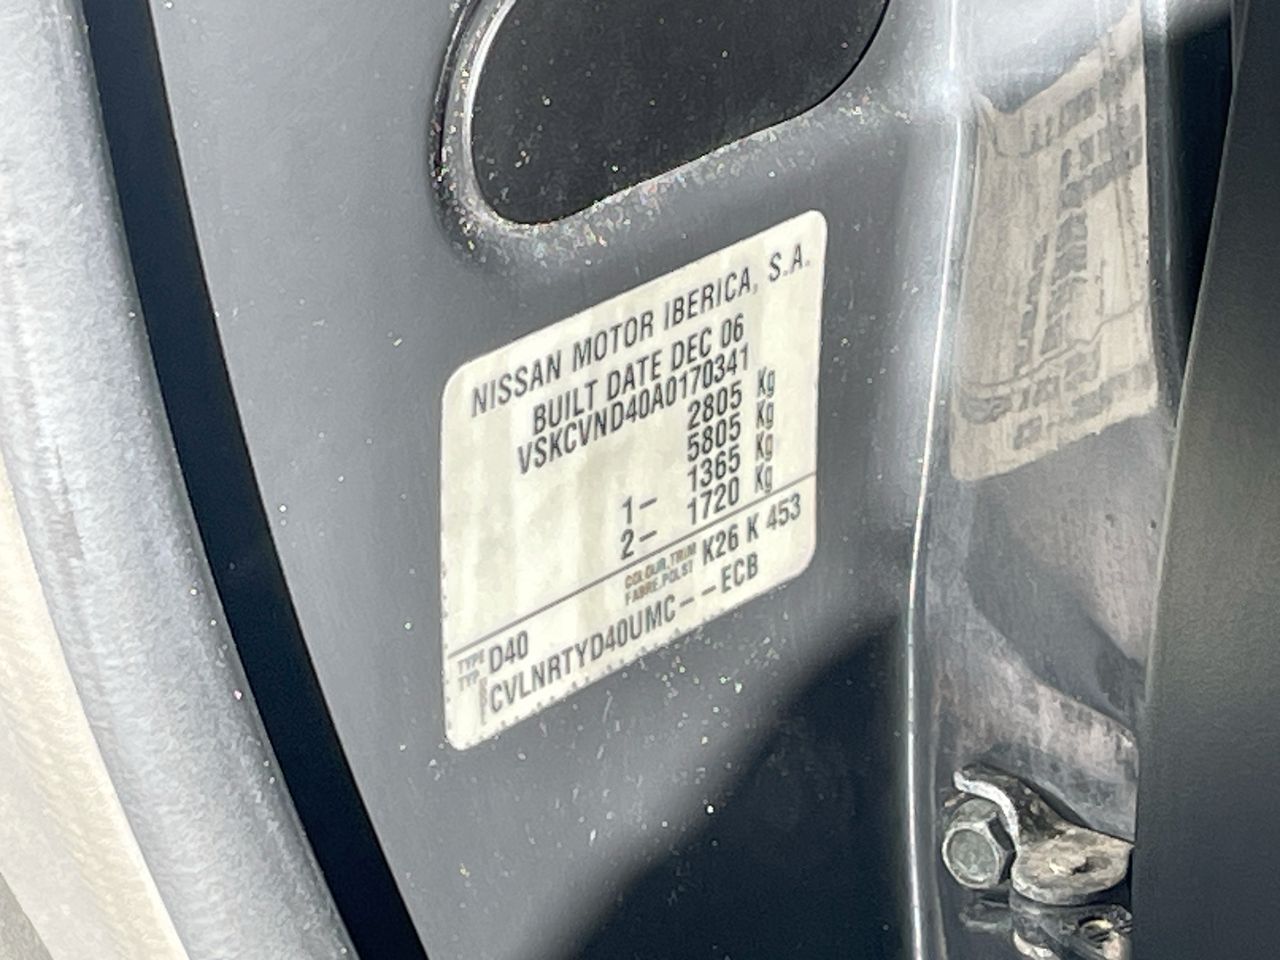 NISSAN MOTOR IBERICA, S.A.
BUILT DATE DEC 06
VSKCVND40A0170341
2805 Kg
5805 Kg
1- 1365 Kg
2- 1720 Kg
COLOUR.TRIM K26 K 453
FABRE.POLST
TYPE D40
TYP
CVLNRTYD40UMC--ECB